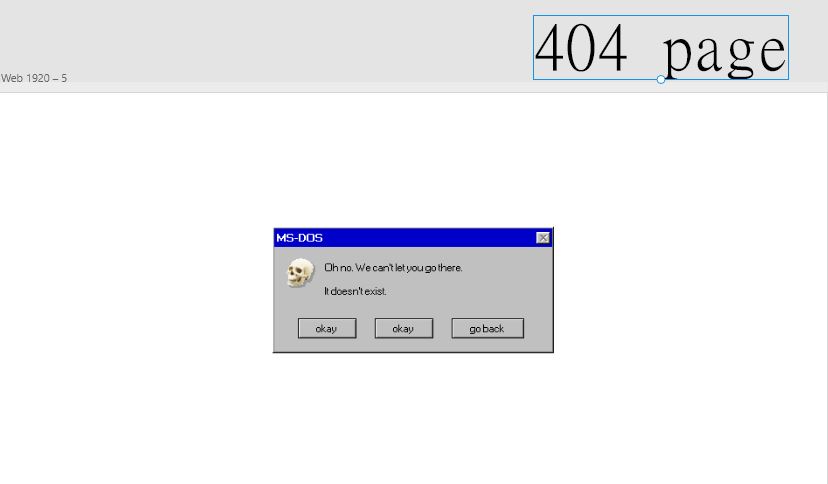 404 page
Web 1920 – 5
MS-DOS
Oh no. We can't let you go there.
It doesn't exist.
okay okay go back